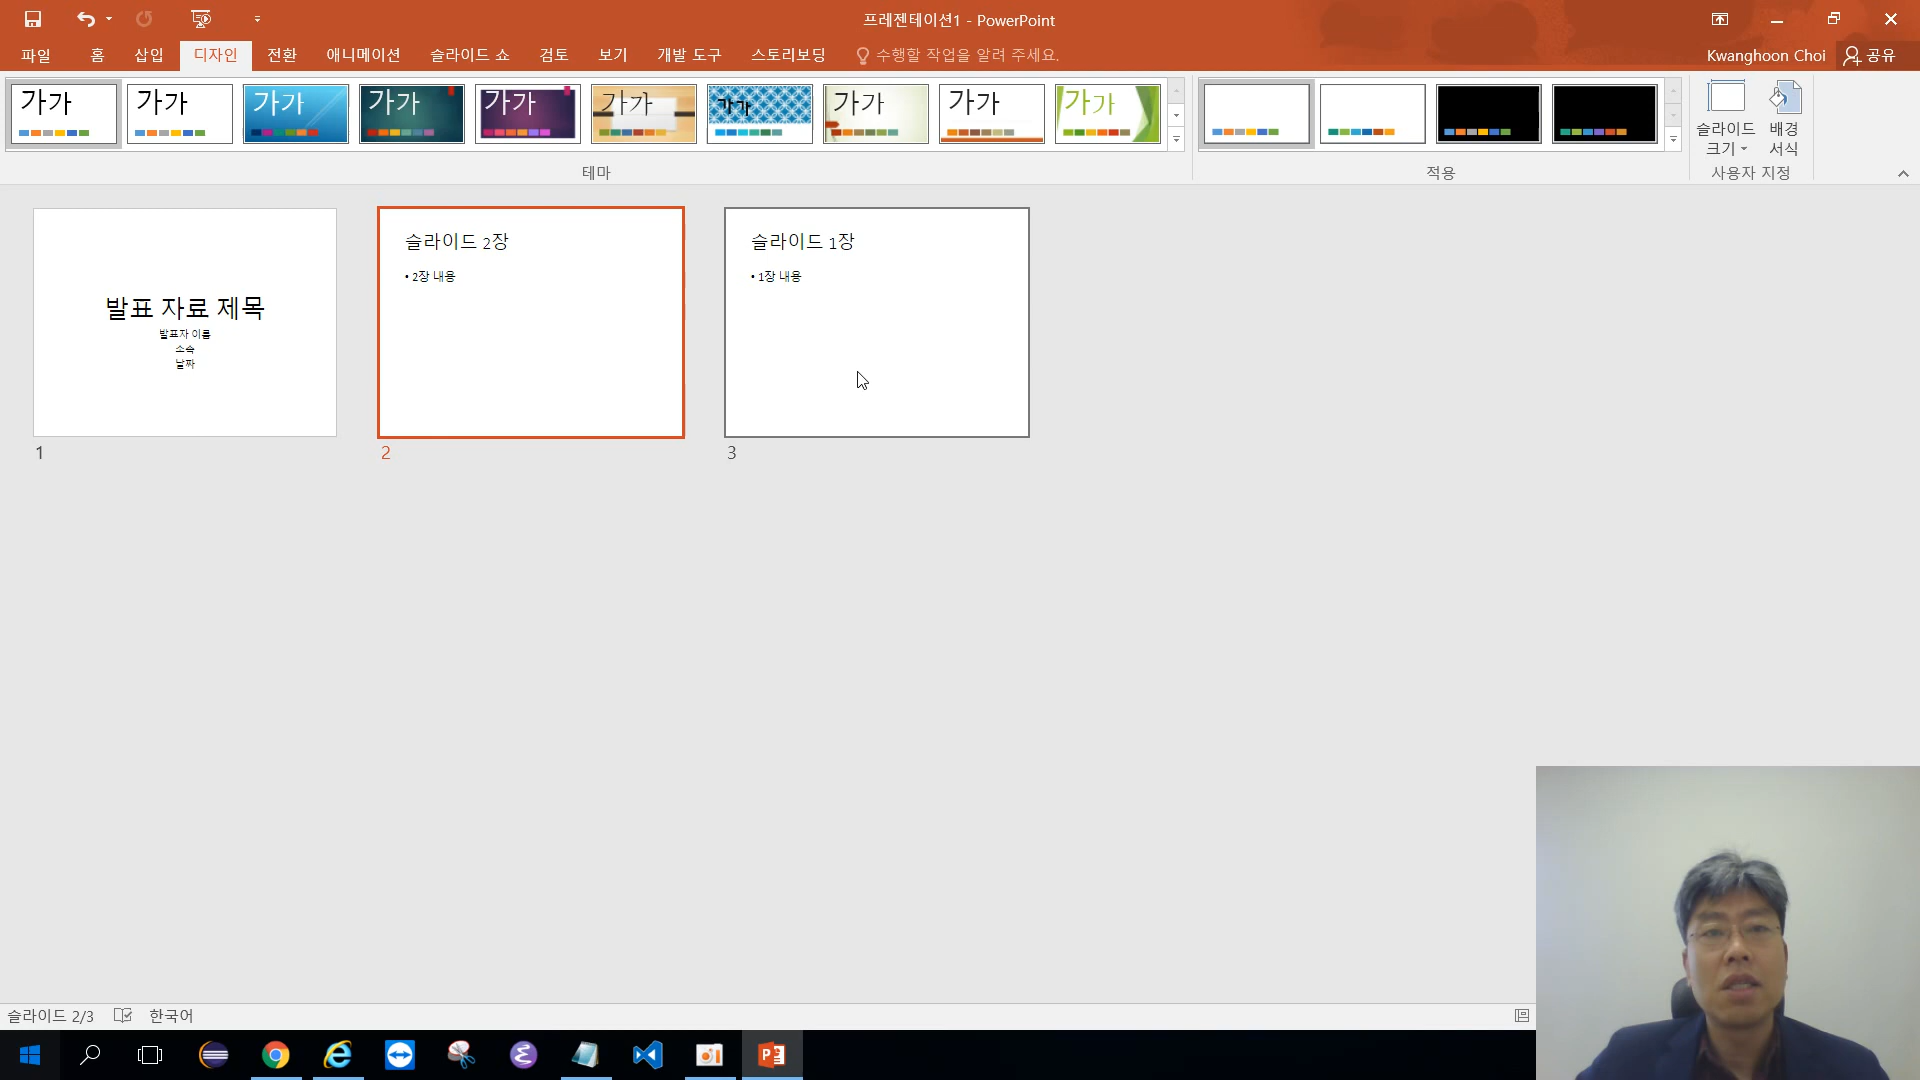 프레젠테이션1 - PowerPoint
파일 홈 삽입 디자인 전환 애니메이션 슬라이드 쇼 검토 보기 개발 도구 스토리보딩 수행할 작업을 알려 주세요. Kwanghoon Choi 공유
가가 가가 가가 가가 가가 가가 가가 가가 가가 가가
슬라이드 크기
배경 서식
테마 적용 사용자 지정
발표 자료 제목
발표자 이름
소속
날짜
1
슬라이드 2장
• 2장 내용
2
슬라이드 1장
• 1장 내용
3
슬라이드 2/3 한국어